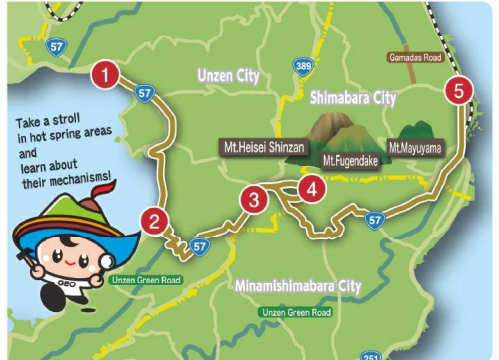 57
389
Gamadas Road
1
Unzen City
5
57
Shimabara City
Take a stroll
in hot spring areas
and
learn about
their mechanisms!
Mt.Heisei Shinzan
Mt.Fugendake
Mt.Mayuyama
4
3
2
57
57
GEO
Unzen Green Road
Minamishimabara City
Unzen Green Road
251